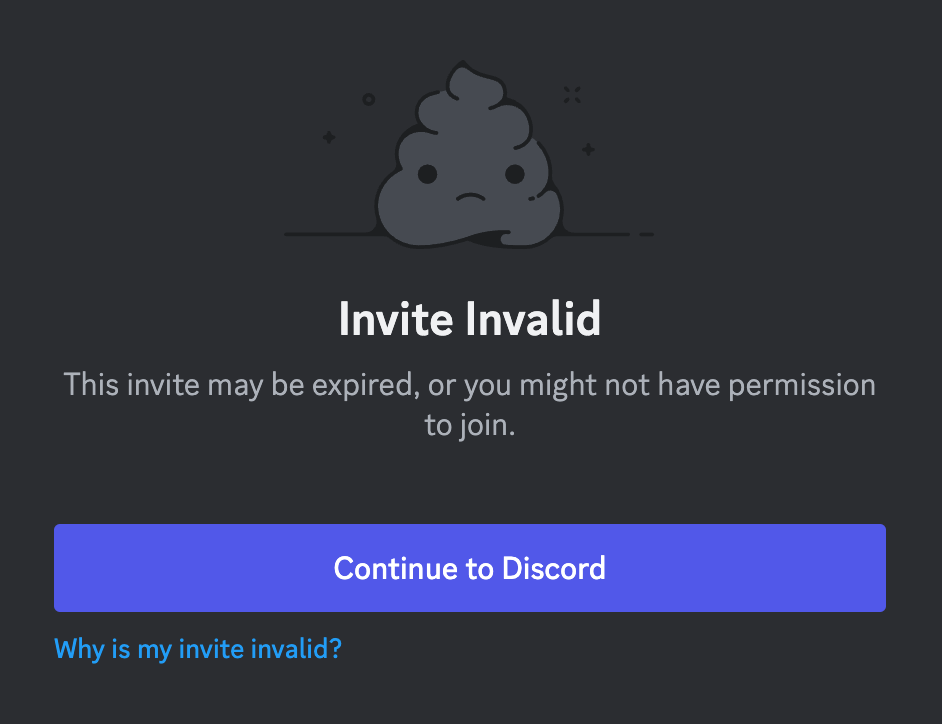 Invite Invalid
This invite may be expired, or you might not have permission
to join.
Continue to Discord
Why is my invite invalid?